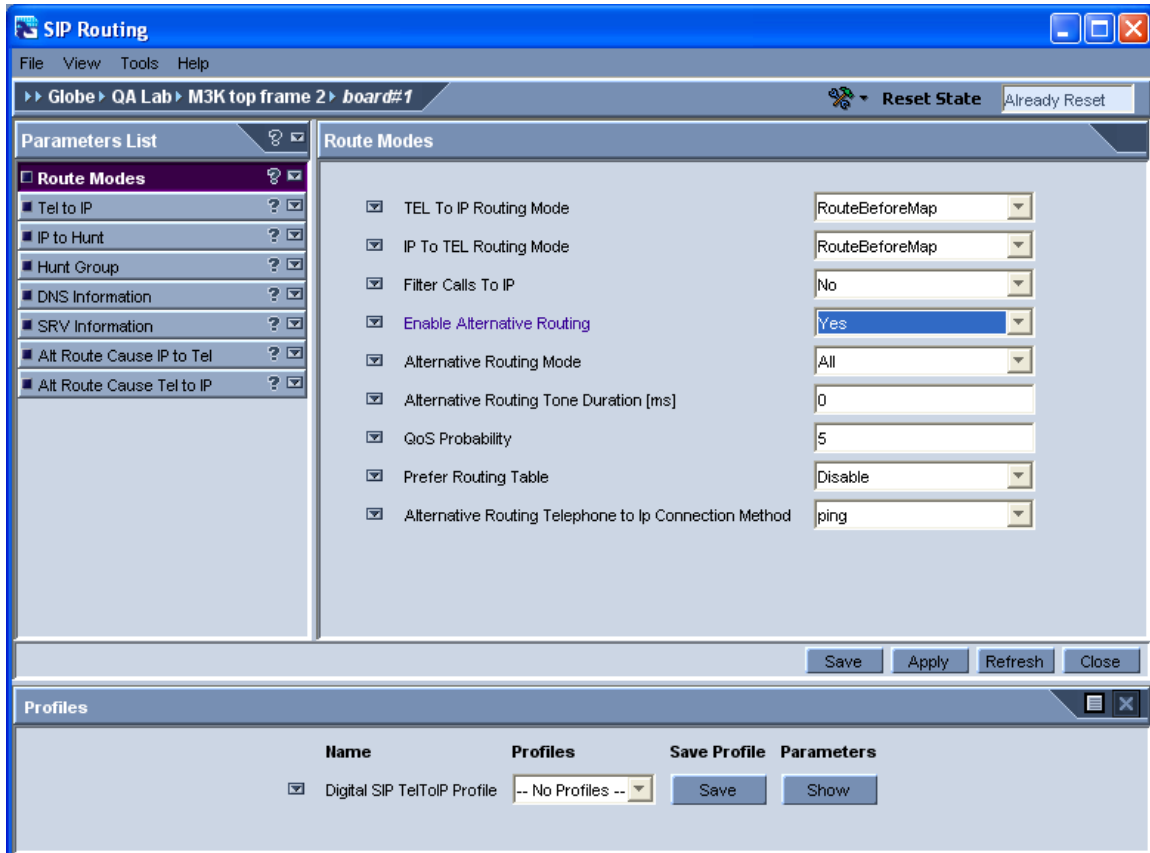 SIP Routing
File View Tools Help
Globe QA Lab M3K top frame 2 board#1
Reset State Already Reset
Parameters List ?
Route Modes ?
Tel to IP ?
IP to Hunt ?
Hunt Group ?
DNS Information ?
SRV Information ?
Alt Route Cause IP to Tel ?
Alt Route Cause Tel to IP ?
Route Modes
TEL To IP Routing Mode RouteBeforeMap
IP To TEL Routing Mode RouteBeforeMap
Filter Calls To IP No
Enable Alternative Routing Yes
Alternative Routing Mode All
Alternative Routing Tone Duration [ms] 0
QoS Probability 5
Prefer Routing Table Disable
Alternative Routing Telephone to Ip Connection Method ping
Save Apply Refresh Close
Profiles
Name Profiles Save Profile Parameters
Digital SIP TelToIP Profile -- No Profiles -- Save Show